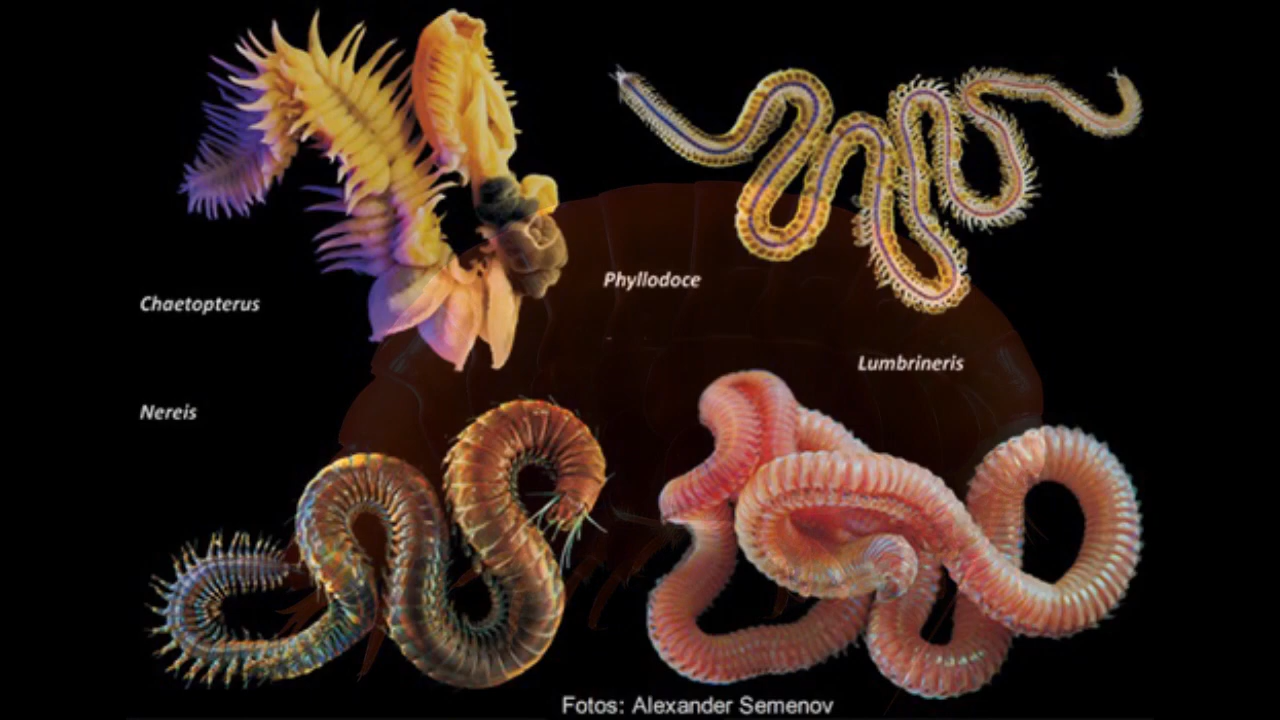 Phyllodoce
Chaetopterus
Lumbrineris
Nereis
Fotos: Alexander Semenov